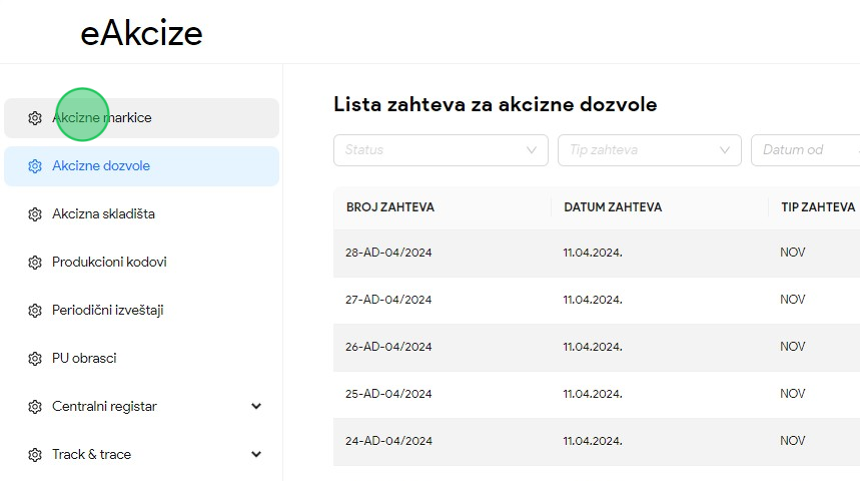 eAkcize
Akcizne markice
Akcizne dozvole
Akcizna skladišta
Produkcioni kodovi
Periodični izveštaji
PU obrasci
Centralni registar
Track & trace
Lista zahteva za akcizne dozvole
Status Tip zahteva Datum od
BROJ ZAHTEVA DATUM ZAHTEVA TIP ZAHTEVA
28-AD-04/2024 11.04.2024. NOV
27-AD-04/2024 11.04.2024. NOV
26-AD-04/2024 11.04.2024. NOV
25-AD-04/2024 11.04.2024. NOV
24-AD-04/2024 11.04.2024. NOV